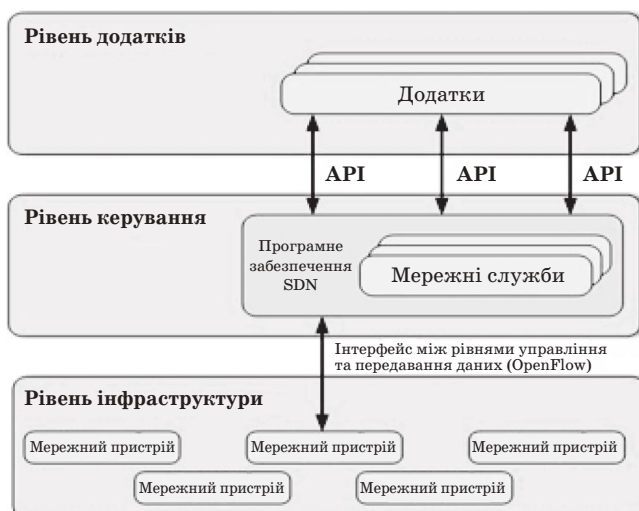 Рівень додатків
Додатки
API API API
Рівень керування
Програмне
забезпечення
SDN
Мережні служби
Інтерфейс між рівнями управління
та передавання даних (OpenFlow)
Рівень інфраструктури
Мережний пристрій Мережний пристрій Мережний пристрій
Мережний пристрій Мережний пристрій